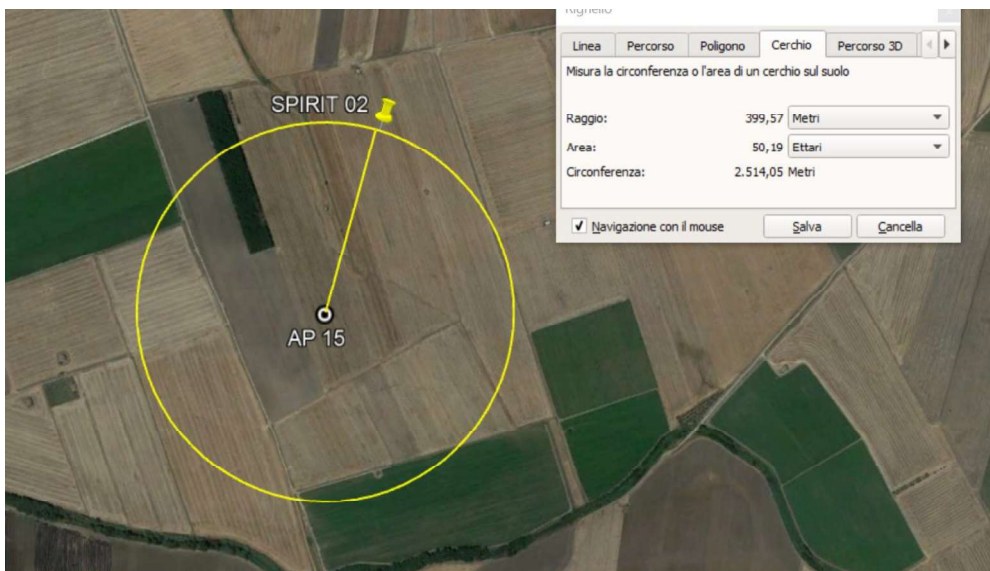 Righello
Linea Percorso Poligono Cerchio Percorso 3D
Misura la circonferenza o l'area di un cerchio sul suolo
Raggio: 399,57 Metri
Area: 50,19 Ettari
Circonferenza: 2.514,05 Metri
Navigazione con il mouse Salva Cancella
SPIRIT 02
AP 15